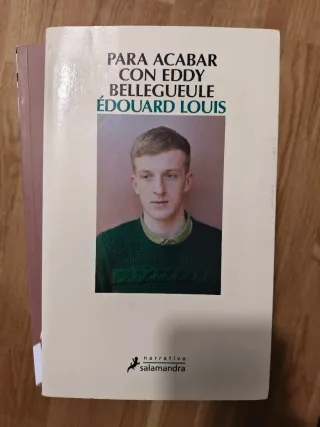 PARA ACABAR
CON EDDY
BELLEGUEULE
ÉDOUARD LOUIS
narrativa
salamandra